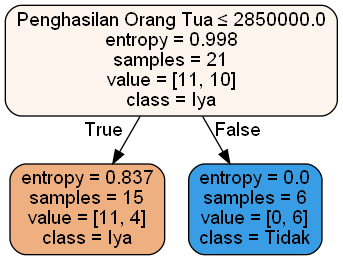 Penghasilan Orang Tua ≤ 2850000.0
entropy = 0.998
samples = 21
value = [11, 10]
class = Iya
True
False
entropy = 0.837
samples = 15
value = [11, 4]
class = Iya
entropy = 0.0
samples = 6
value = [0, 6]
class = Tidak